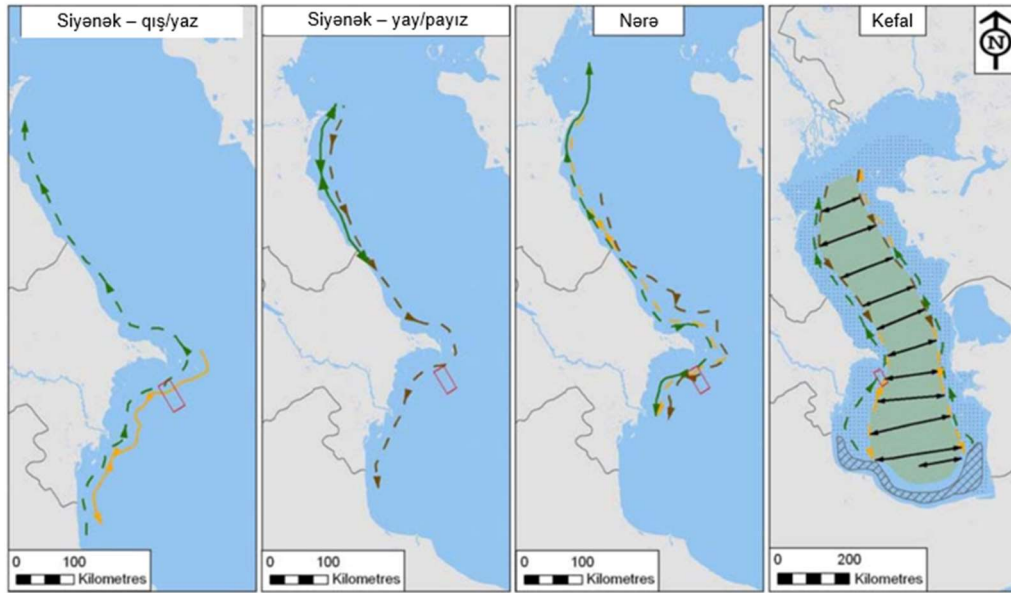 Siyənək – qış/yaz
Siyənək – yay/payız
Nərə
Kefal
N
0 100
Kilometres
0 100
Kilometres
0 100
Kilometres
0 200
Kilometres